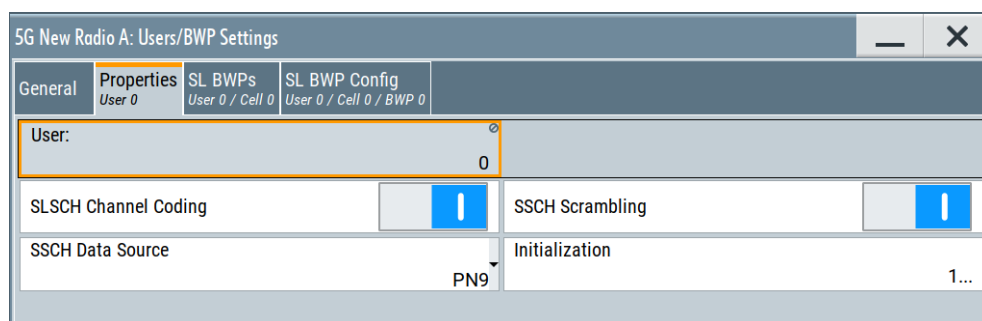 5G New Radio A: Users/BWP Settings
General
Properties
User 0
SL BWPs
User 0 / Cell 0
SL BWP Config
User 0 / Cell 0 / BWP 0
User:
0
SLSCH Channel Coding
SSCH Scrambling
SSCH Data Source
PN9
Initialization
1...